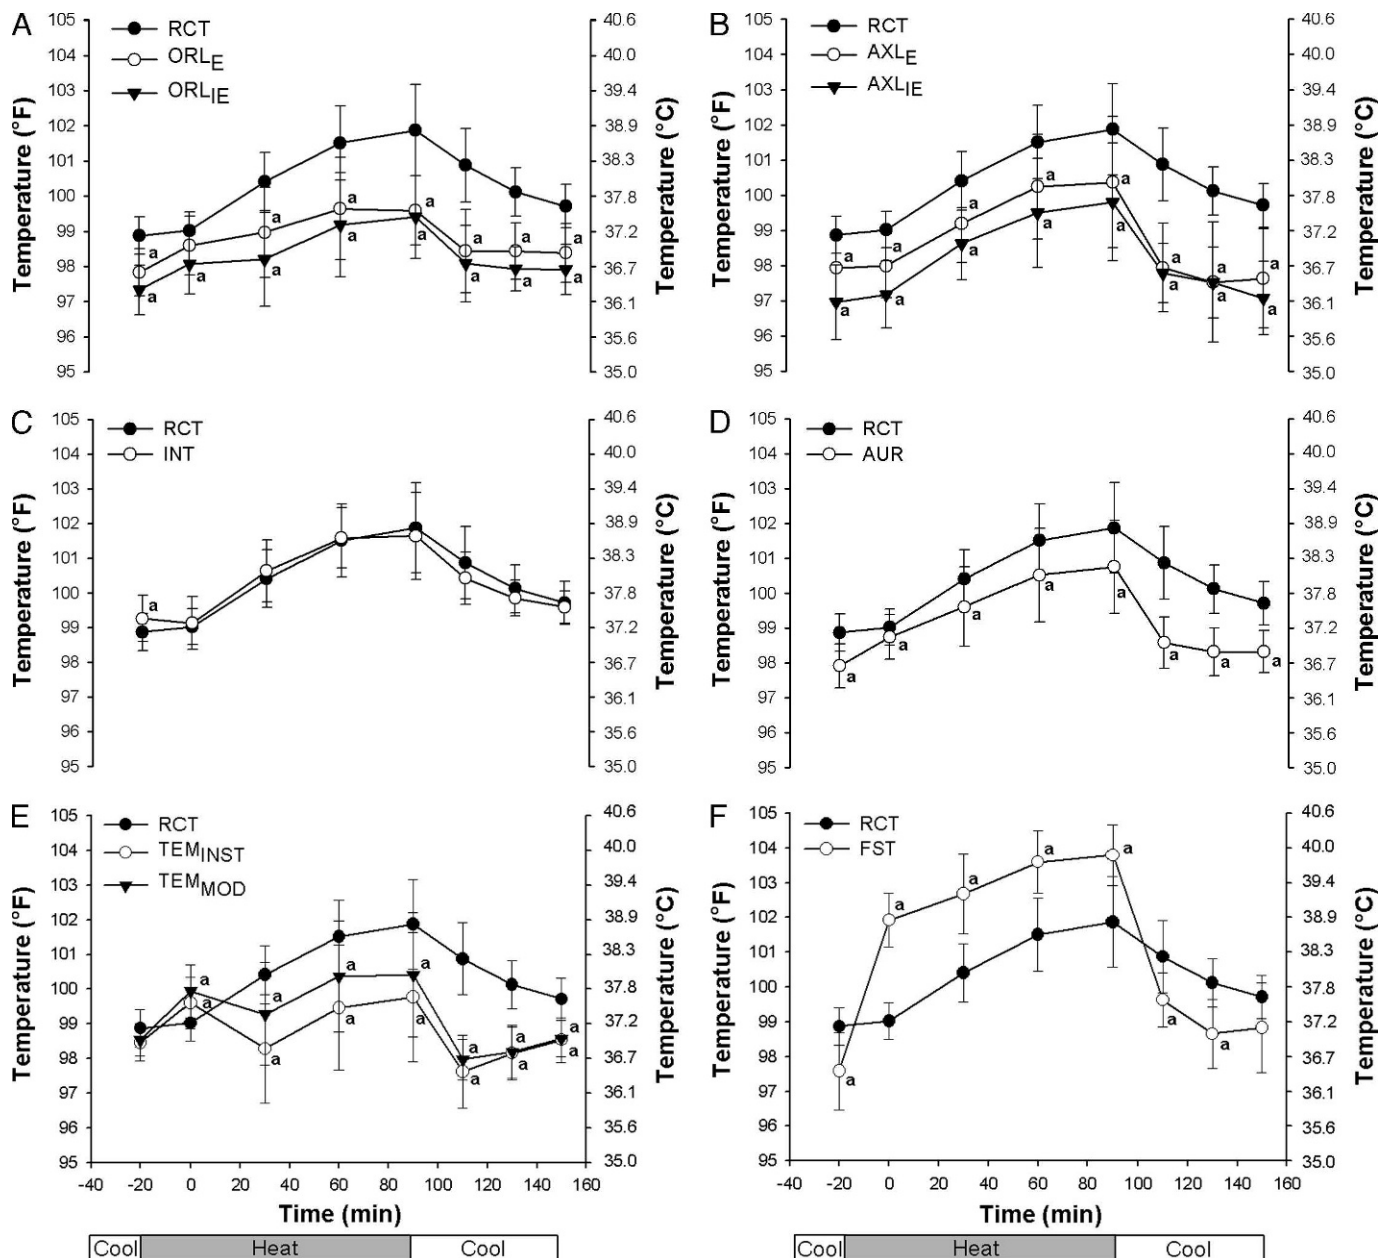 A
RCT
ORLE
ORLIE
Temperature (°F)
105
104
103
102
101
100
99
98
97
96
95
40.6
40.0
39.4
38.9
38.3
37.8
37.2
36.7
36.1
35.6
35.0
Temperature (°C)
a a a a a a a
a a a a a a a a
B
RCT
AXLE
AXLIE
Temperature (°F)
105
104
103
102
101
100
99
98
97
96
95
40.6
40.0
39.4
38.9
38.3
37.8
37.2
36.7
36.1
35.6
35.0
Temperature (°C)
a a a a a a a a
a a a a a a a a
C
RCT
INT
Temperature (°F)
105
104
103
102
101
100
99
98
97
96
95
40.6
40.0
39.4
38.9
38.3
37.8
37.2
36.7
36.1
35.6
35.0
Temperature (°C)
a
D
RCT
AUR
Temperature (°F)
105
104
103
102
101
100
99
98
97
96
95
40.6
40.0
39.4
38.9
38.3
37.8
37.2
36.7
36.1
35.6
35.0
Temperature (°C)
a a a a a a a a
E
RCT
TEMINST
TEMMOD
Temperature (°F)
105
104
103
102
101
100
99
98
97
96
95
40.6
40.0
39.4
38.9
38.3
37.8
37.2
36.7
36.1
35.6
35.0
Temperature (°C)
a a a a a a a
a a a a a a a
-40 -20 0 20 40 60 80 100 120 140 160
Time (min)
Cool Heat Cool
F
RCT
FST
Temperature (°F)
105
104
103
102
101
100
99
98
97
96
95
40.6
40.0
39.4
38.9
38.3
37.8
37.2
36.7
36.1
35.6
35.0
Temperature (°C)
a a a a a a a
-40 -20 0 20 40 60 80 100 120 140 160
Time (min)
Cool Heat Cool